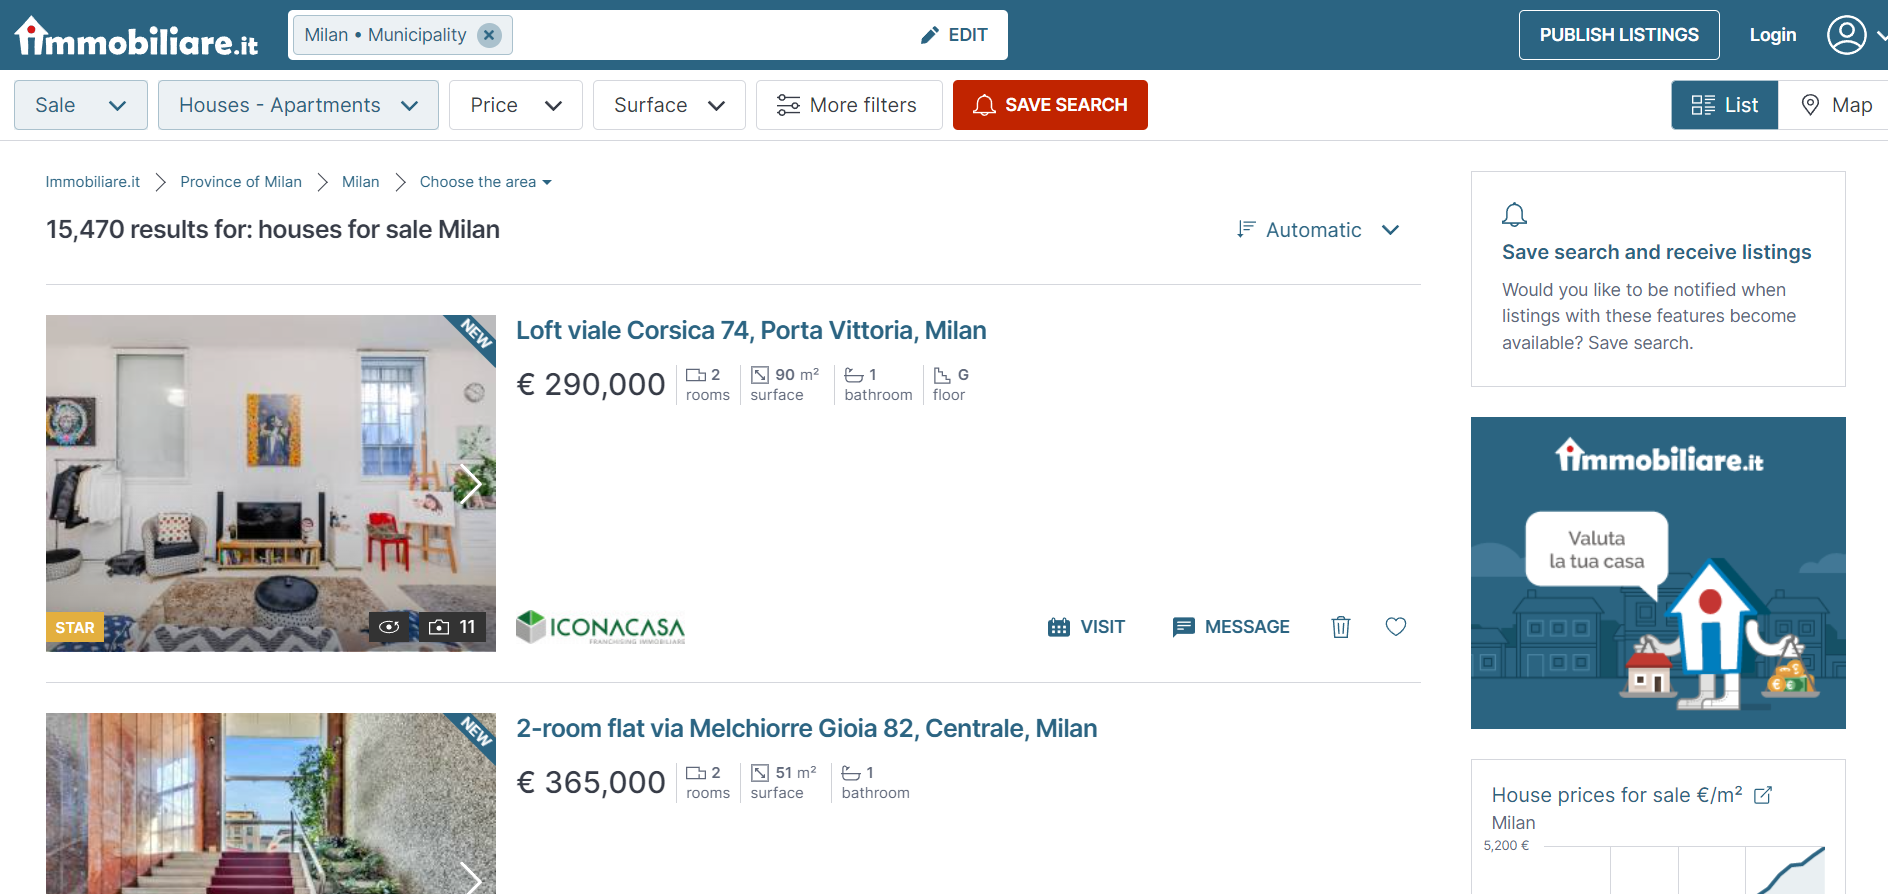 immobiliare.it
Milan • Municipality
EDIT
PUBLISH LISTINGS
Login
Sale
Houses - Apartments
Price
Surface
More filters
SAVE SEARCH
List
Map
Immobiliare.it
Province of Milan
Milan
Choose the area
15,470 results for: houses for sale Milan
Automatic
NEW
STAR
11
Loft viale Corsica 74, Porta Vittoria, Milan
€ 290,000
2
rooms
90 m²
surface
1
bathroom
G
floor
ICONACASA
FRANCHISING IMMOBILIARE
VISIT
MESSAGE
NEW
2-room flat via Melchiorre Gioia 82, Centrale, Milan
€ 365,000
2
rooms
51 m²
surface
1
bathroom
Save search and receive listings
Would you like to be notified when
listings with these features become
available? Save search.
immobiliare.it
Valuta
la tua casa
House prices for sale €/m²
Milan
5,200 €